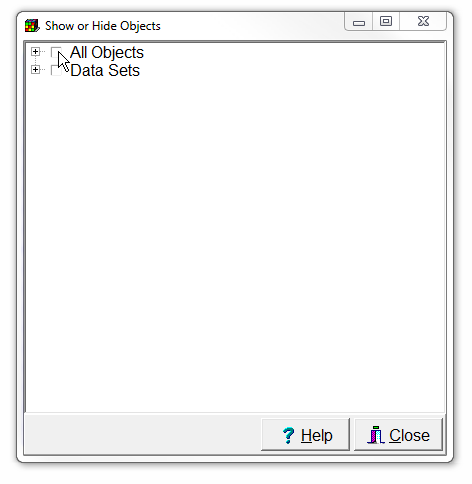 Show or Hide Objects
All Objects
Data Sets
? Help
Close